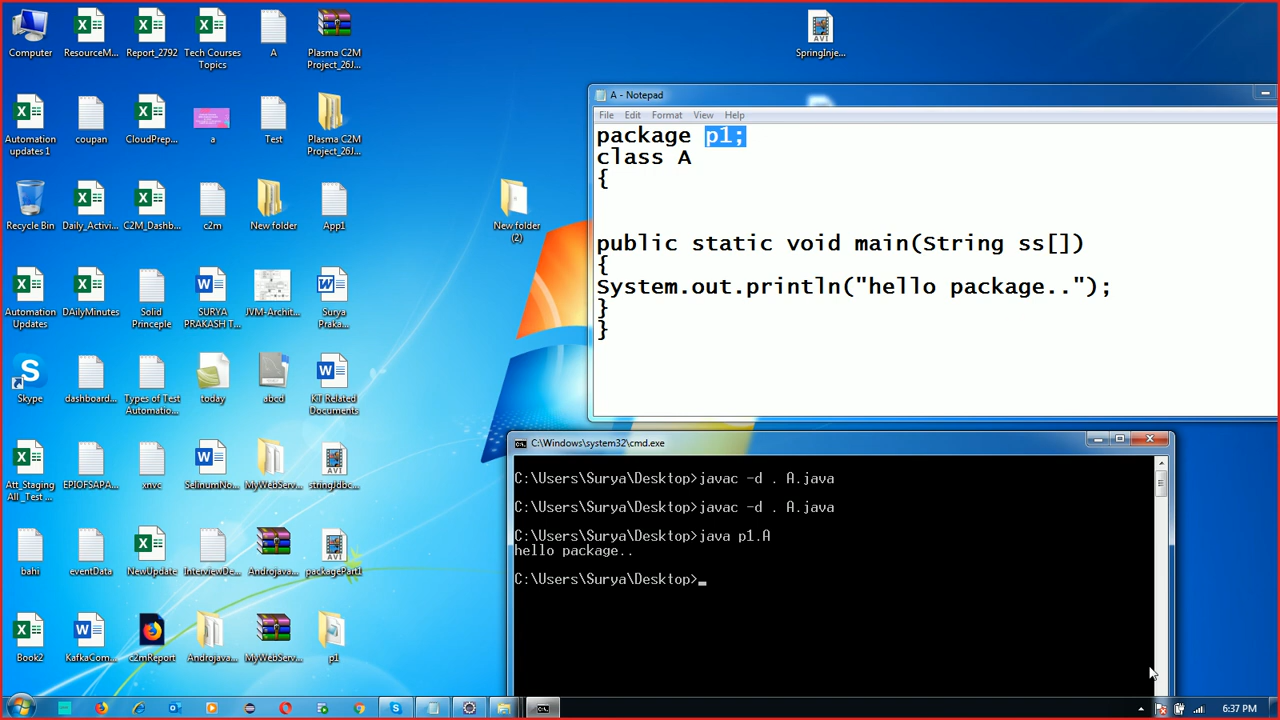 Computer
ResourceM...
Report_2792
Tech Courses
Topics
A
Plasma C2M
Project_26J...
SpringInje...
Automation
updates 1
coupan
CloudPrep...
a
Test
Plasma C2M
Project_26J...
Recycle Bin
Daily_Activi...
C2M_Dashb...
c2m
New folder
App1
New folder
(2)
Automation
Updates
DAilyMinutes
Solid
Princeple
SURYA
PRAKASH T...
JVM-Archit...
Surya
Praka...
Skype
dashboard...
Types of Test
Automatio...
today
abcd
KT Related
Documents
Att_Staging
All _Test ...
EPIOFSAPA...
xnvc
SelinumNo...
MyWebServ...
stringJdbc...
bahi
eventData
NewUpdate
InterviewDe...
Androjava...
packagePart1
Book2
KafkaCom...
c2mReport
Androjava...
MyWebServ...
p1
A - Notepad
File Edit Format View Help
package p1;
class A
{
public static void main(String ss[])
{
System.out.println("hello package..");
}
}
C:\Windows\system32\cmd.exe
C:\Users\Surya\Desktop>javac -d . A.java
C:\Users\Surya\Desktop>javac -d . A.java
C:\Users\Surya\Desktop>java p1.A
hello package..
C:\Users\Surya\Desktop>_
6:37 PM